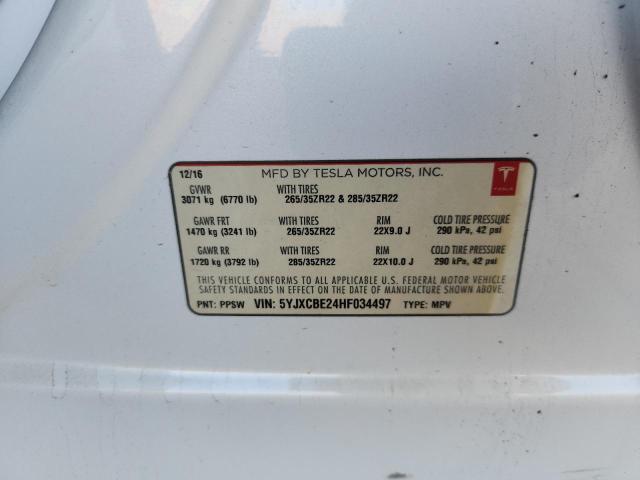 12/16 MFD BY TESLA MOTORS, INC.
GVWR WITH TIRES
3071 kg (6770 lb) 265/35ZR22 & 285/35ZR22
GAWR FRT WITH TIRES RIM COLD TIRE PRESSURE
1470 kg (3241 lb) 265/35ZR22 22X9.0 J 290 kPa, 42 psi
GAWR RR WITH TIRES RIM COLD TIRE PRESSURE
1720 kg (3792 lb) 285/35ZR22 22X10.0 J 290 kPa, 42 psi
THIS VEHICLE CONFORMS TO ALL APPLICABLE U.S. FEDERAL MOTOR VEHICLE
SAFETY STANDARDS IN EFFECT ON THE DATE OF MANUFACTURE SHOWN ABOVE.
PNT: PPSW VIN: 5YJXCBE24HF034497 TYPE: MPV
TESLA